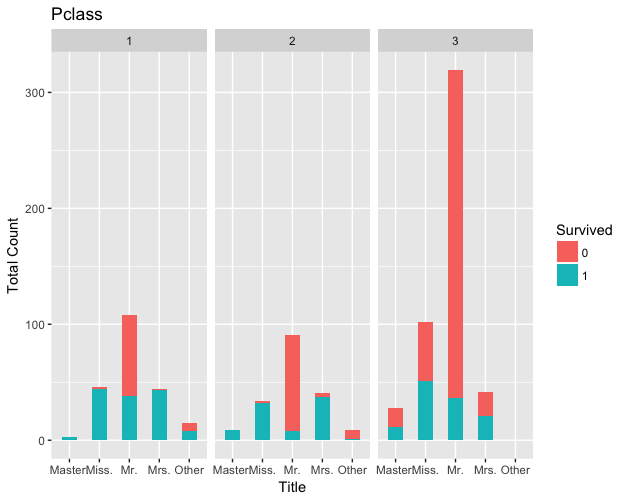 Pclass
1 2 3
300
200
100
0
Total Count
MasterMiss. Mr. Mrs. Other MasterMiss. Mr. Mrs. Other MasterMiss. Mr. Mrs. Other
Title
Survived
0
1